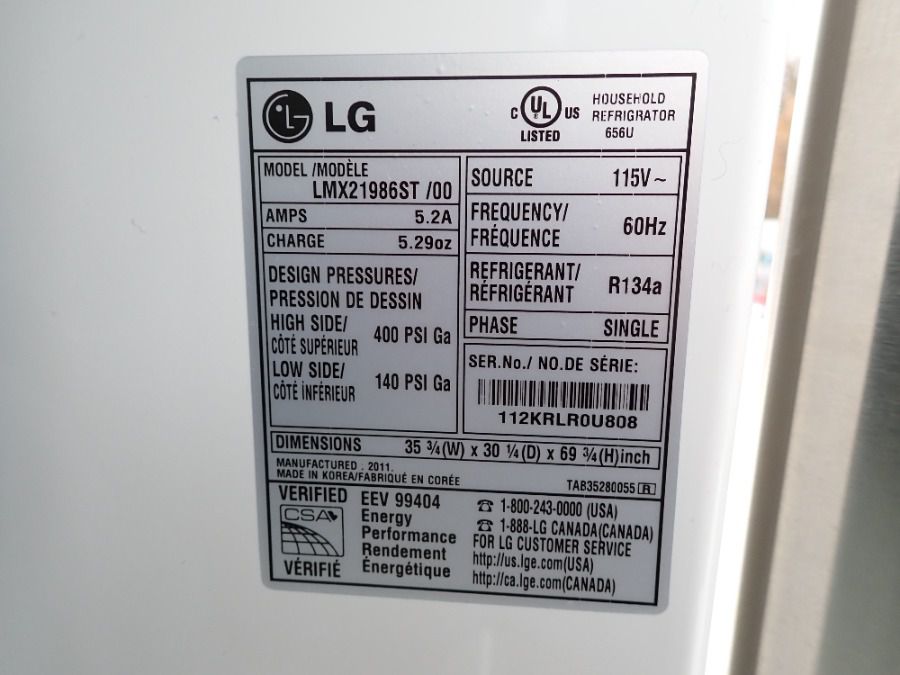 LG
C UL US
LISTED
HOUSEHOLD
REFRIGRATOR
656U
MODEL /MODÈLE
LMX21986ST /00
AMPS 5.2A
CHARGE 5.29oz
DESIGN PRESSURES/
PRESSION DE DESSIN
HIGH SIDE/
CÔTÉ SUPÉRIEUR 400 PSI Ga
LOW SIDE/
CÔTÉ INFÉRIEUR 140 PSI Ga
SOURCE 115V~
FREQUENCY/
FRÉQUENCE 60Hz
REFRIGERANT/
RÉFRIGÉRANT R134a
PHASE SINGLE
SER.No./ NO.DE SÉRIE:
112KRLR0U808
DIMENSIONS 35 ¾(W) x 30 ¼(D) x 69 ¾(H)inch
MANUFACTURED . 2011.
MADE IN KOREA/FABRIQUÉ EN CORÉE
TAB35280055 R
VERIFIED
CSA
VÉRIFIÉ
EEV 99404
Energy
Performance
Rendement
Énergétique
☎ 1-800-243-0000 (USA)
☎ 1-888-LG CANADA(CANADA)
FOR LG CUSTOMER SERVICE
http://us.lge.com(USA)
http://ca.lge.com(CANADA)